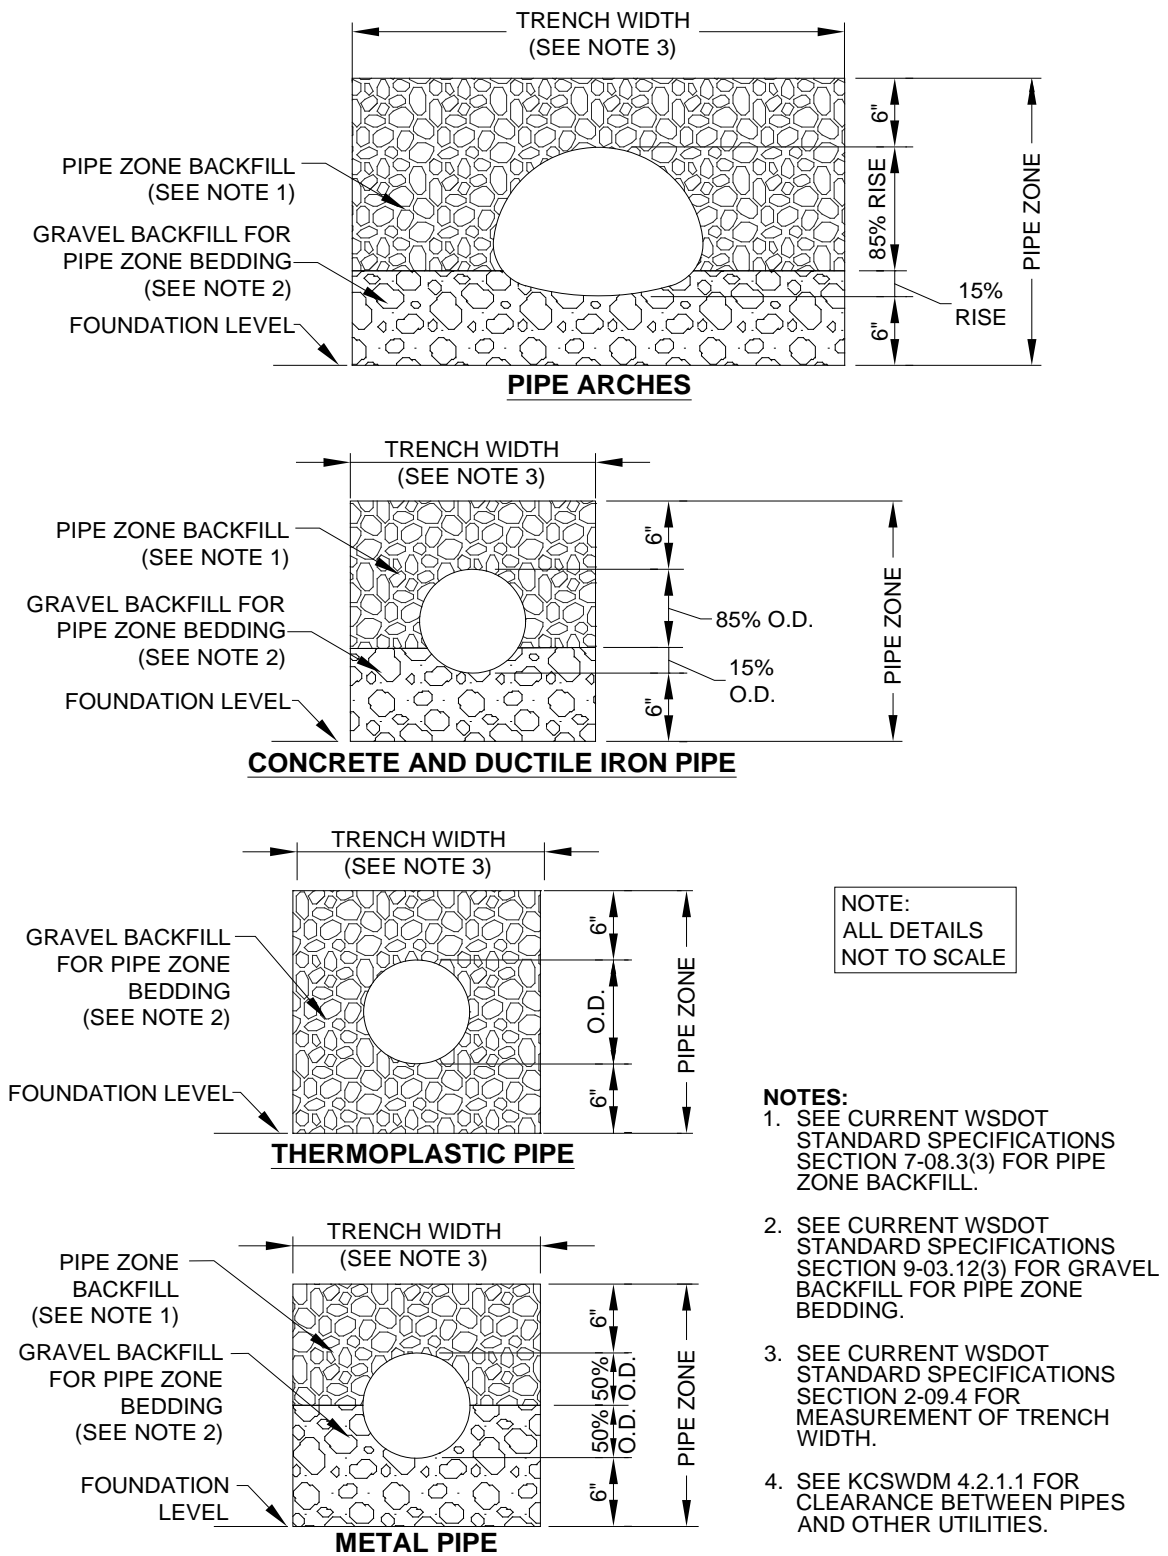 TRENCH WIDTH
(SEE NOTE 3)
PIPE ZONE BACKFILL
(SEE NOTE 1)
GRAVEL BACKFILL FOR
PIPE ZONE BEDDING
(SEE NOTE 2)
FOUNDATION LEVEL
6"
85% RISE
15%
RISE
6"
PIPE ZONE
PIPE ARCHES
TRENCH WIDTH
(SEE NOTE 3)
PIPE ZONE BACKFILL
(SEE NOTE 1)
GRAVEL BACKFILL FOR
PIPE ZONE BEDDING
(SEE NOTE 2)
FOUNDATION LEVEL
6"
85% O.D.
15%
O.D.
6"
PIPE ZONE
CONCRETE AND DUCTILE IRON PIPE
TRENCH WIDTH
(SEE NOTE 3)
GRAVEL BACKFILL
FOR PIPE ZONE
BEDDING
(SEE NOTE 2)
FOUNDATION LEVEL
6"
O.D.
6"
PIPE ZONE
THERMOPLASTIC PIPE
NOTE:
ALL DETAILS
NOT TO SCALE
TRENCH WIDTH
(SEE NOTE 3)
PIPE ZONE
BACKFILL
(SEE NOTE 1)
GRAVEL BACKFILL
FOR PIPE ZONE
BEDDING
(SEE NOTE 2)
FOUNDATION
LEVEL
6"
50%
O.D.
50%
O.D.
6"
PIPE ZONE
METAL PIPE
NOTES:
1. SEE CURRENT WSDOT
STANDARD SPECIFICATIONS
SECTION 7-08.3(3) FOR PIPE
ZONE BACKFILL.
2. SEE CURRENT WSDOT
STANDARD SPECIFICATIONS
SECTION 9-03.12(3) FOR GRAVEL
BACKFILL FOR PIPE ZONE
BEDDING.
3. SEE CURRENT WSDOT
STANDARD SPECIFICATIONS
SECTION 2-09.4 FOR
MEASUREMENT OF TRENCH
WIDTH.
4. SEE KCSWDM 4.2.1.1 FOR
CLEARANCE BETWEEN PIPES
AND OTHER UTILITIES.